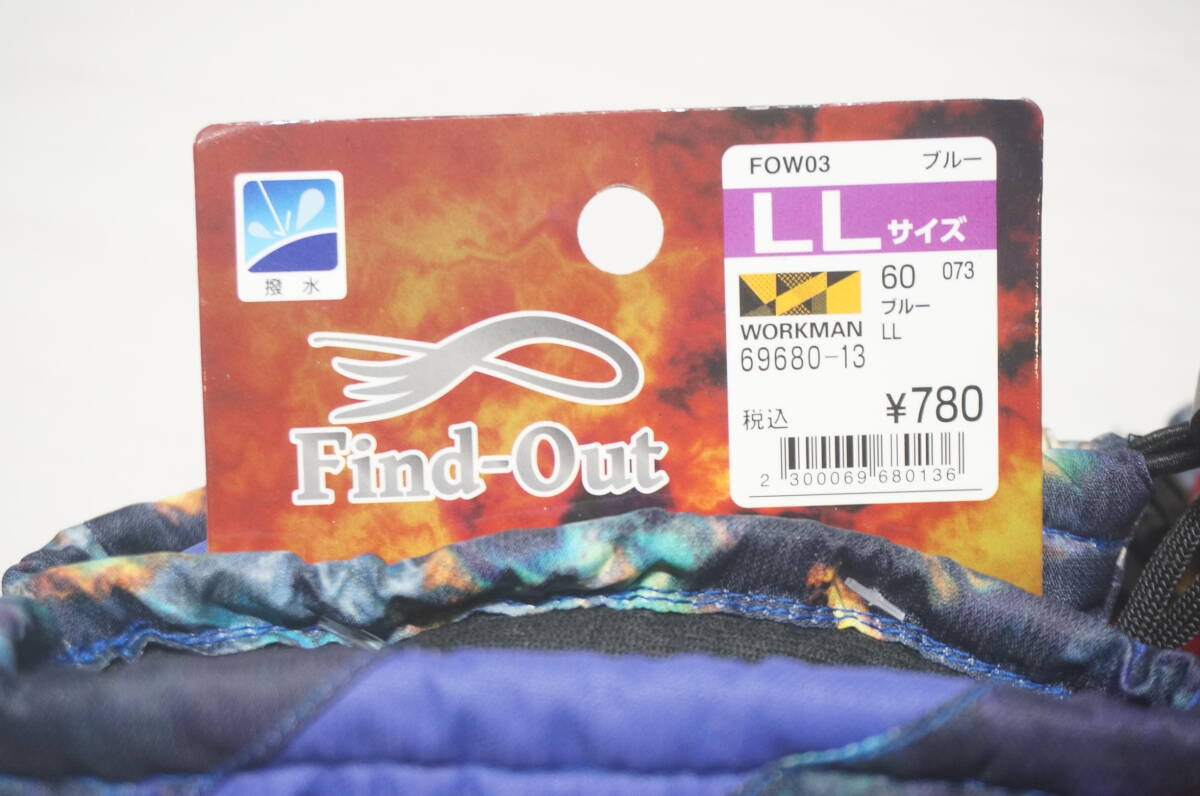 撥水
Find-Out
FOW03 ブルー
LLサイズ
60 073
ブルー
WORKMAN LL
69680-13
税込 ¥780
2 300069 680136